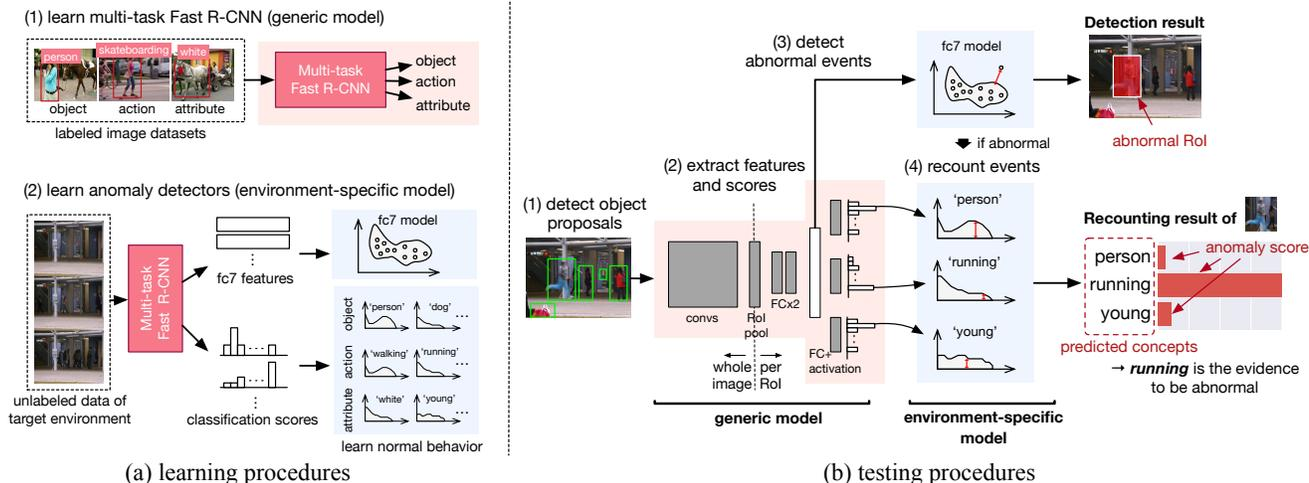 (1) learn multi-task Fast R-CNN (generic model)
person
skateboarding
white
object
action
attribute
labeled image datasets
Multi-task
Fast R-CNN
object
action
attribute
(2) learn anomaly detectors (environment-specific model)
unlabeled data of
target environment
Multi-task
Fast R-CNN
fc7 features
classification scores
fc7 model
object
'person'
'dog'
...
action
'walking'
'running'
...
attribute
'white'
'young'
...
learn normal behavior
(a) learning procedures
(1) detect object
proposals
(2) extract features
and scores
convs
RoI
pool
FCx2
FC+
activation
whole
image
per
RoI
generic model
(3) detect
abnormal events
fc7 model
if abnormal
(4) recount events
'person'
'running'
'young'
environment-specific
model
Detection result
abnormal RoI
Recounting result of
person
running
young
anomaly score
predicted concepts
→ running is the evidence
to be abnormal
(b) testing procedures